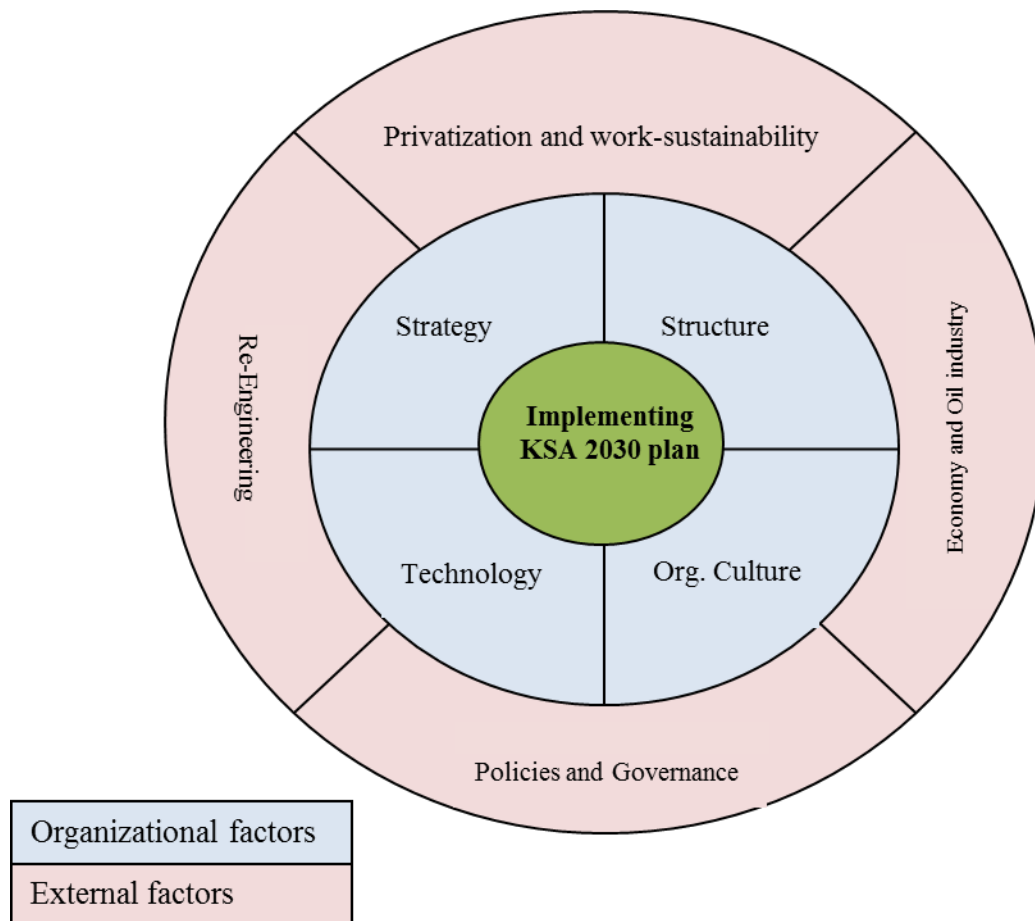 Privatization and work-sustainability
Strategy
Structure
Re-Engineering
Economy and Oil industry
Implementing
KSA 2030 plan
Technology
Org. Culture
Policies and Governance
Organizational factors
External factors